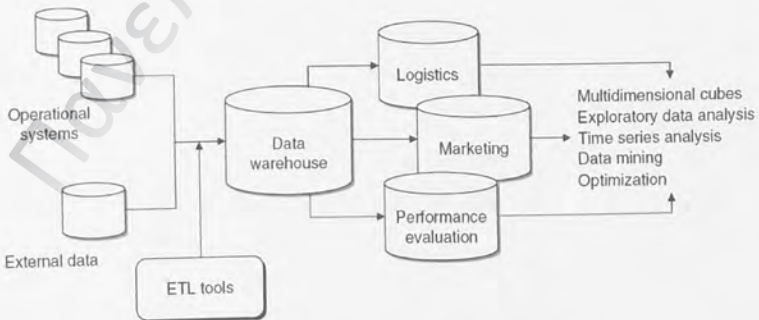 Πανε
Operational
systems
External data
ETL tools
Data
warehouse
Logistics
Marketing
Performance
evaluation
Multidimensional cubes
Exploratory data analysis
Time series analysis
Data mining
Optimization